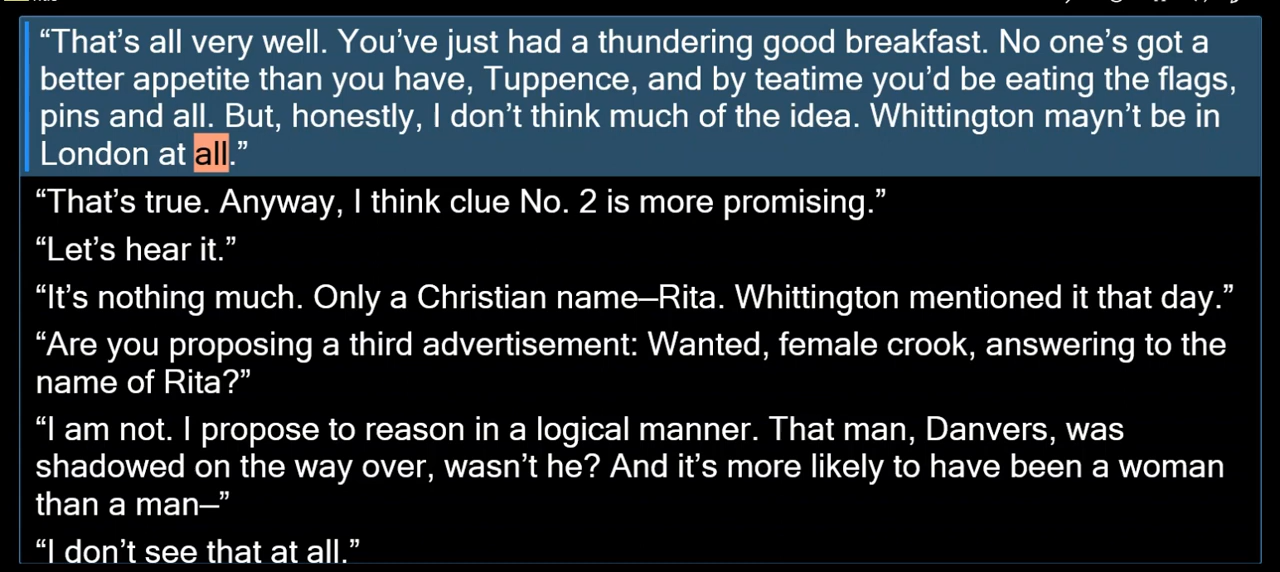 “That’s all very well. You’ve just had a thundering good breakfast. No one’s got a
better appetite than you have, Tuppence, and by teatime you’d be eating the flags,
pins and all. But, honestly, I don’t think much of the idea. Whittington mayn’t be in
London at all.”
“That’s true. Anyway, I think clue No. 2 is more promising.”
“Let’s hear it.”
“It’s nothing much. Only a Christian name—Rita. Whittington mentioned it that day.”
“Are you proposing a third advertisement: Wanted, female crook, answering to the
name of Rita?”
“I am not. I propose to reason in a logical manner. That man, Danvers, was
shadowed on the way over, wasn’t he? And it’s more likely to have been a woman
than a man—”
“I don’t see that at all.”